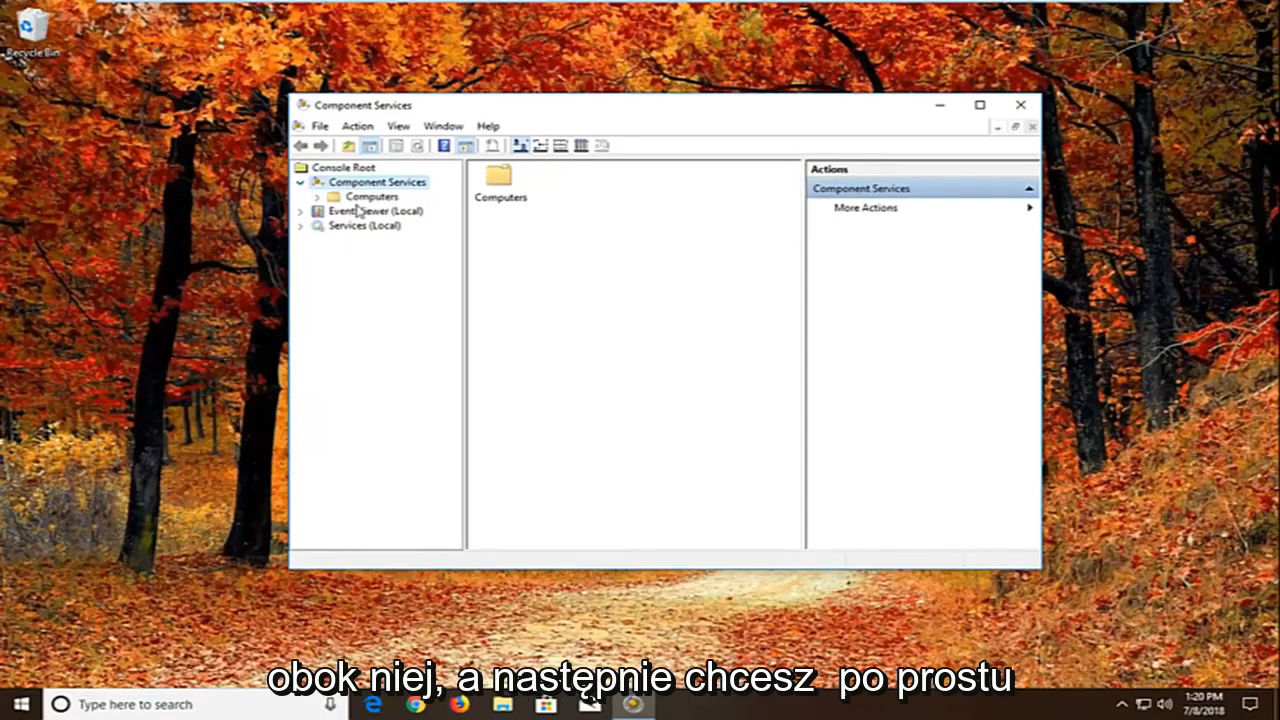 Recycle Bin
Component Services
File Action View Window Help
Console Root
Component Services
Computers
Event Viewer (Local)
Services (Local)
Computers
Actions
Component Services
More Actions
obok niej, a następnie chcesz po prostu
Type here to search
1:20 PM
7/8/2018